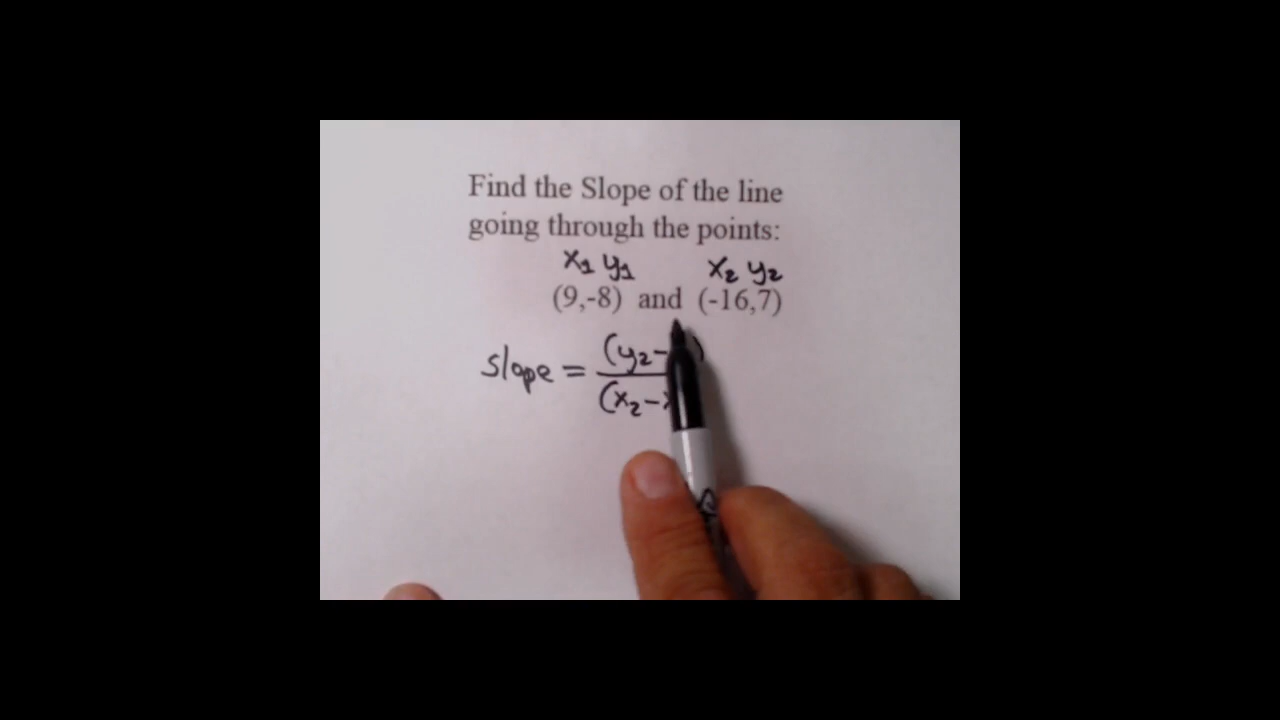 Find the Slope of the line
going through the points:
x1 y1 x2 y2
(9,-8) and (-16,7)
slope = (y2- )
(x2-